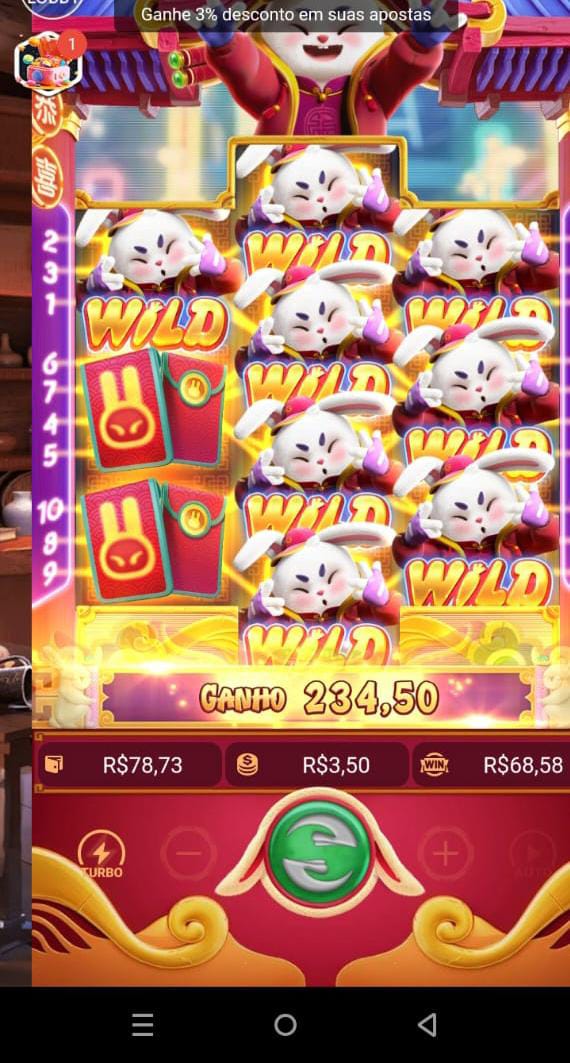 LOBBY
Ganhe 3% desconto em suas apostas
1
恭
喜
WILD
WILD
WILD
WILD
WILD
WILD
WILD
WILD
2
3
1
6
7
4
5
10
8
9
GANHO 234,50
R$78,73
R$3,50
WIN
R$68,58
TURBO
AUTO